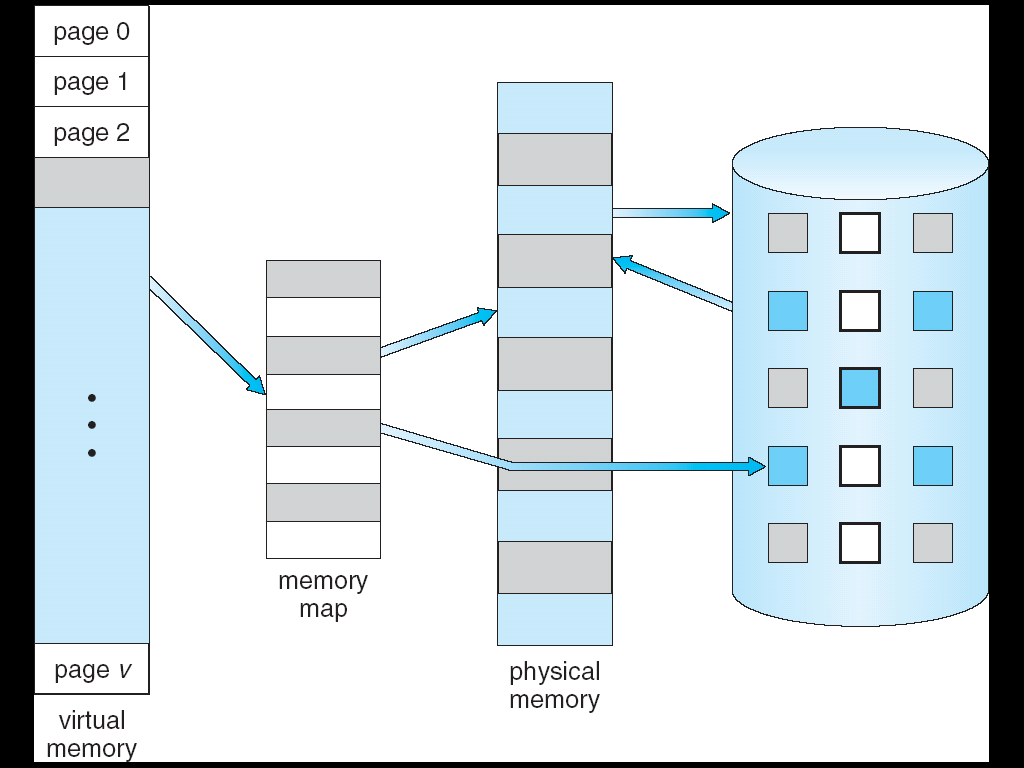 page 0
page 1
page 2
page v
virtual
memory
memory
map
physical
memory